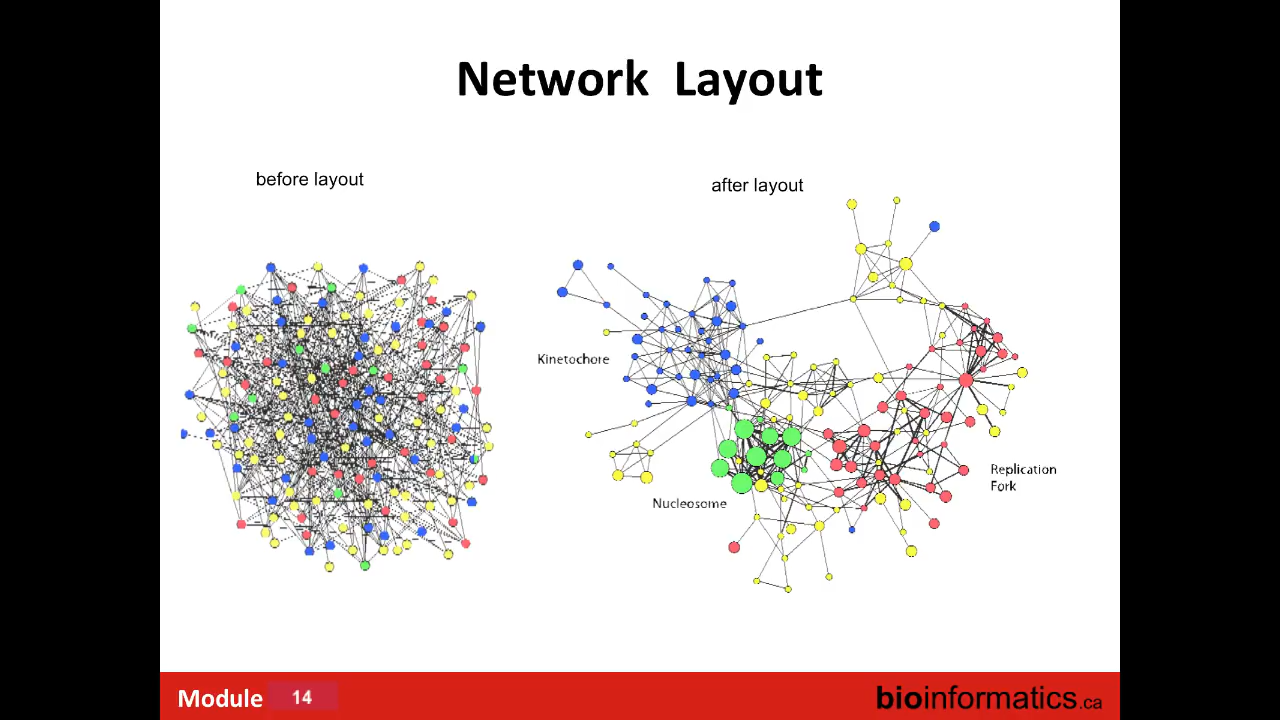 Network Layout
before layout
after layout
Kinetochore
Nucleosome
Replication
Fork
Module 14
bioinformatics.ca